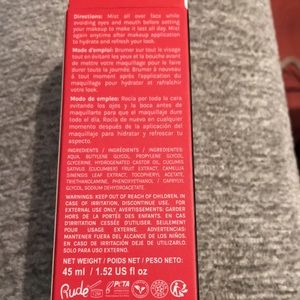 Directions: Mist all over face while
avoiding eyes and mouth before setting
your makeup to make it last all day. Mist
again anytime after makeup application
to hydrate and refresh your look.
Mode d'emploi: Brumer sur tout le visage
tout en évitant les yeux et la bouche avant
de mettre votre maquillage pour le faire
durer toute la journée. Brumer à nouveau
à tout moment après l'application du
maquillage pour hydrater et rafraîchir
votre look.
Modo de empleo: Rocía por toda la cara
evitando los ojos y la boca antes de
maquillarte para que el maquillaje dure
todo el día. Rocía de nuevo en cualquier
momento después de la aplicación del
maquillaje para hidratar y refrescar tu
aspecto.
INGREDIENTS / INGRÉDIENTS / INGREDIENTES:
AQUA, BUTYLENE GLYCOL, PROPYLENE GLYCOL,
GLYCERINE, HYDROGENATED CASTOR OIL, CUCUMIS
SATIVUS (CUCUMBER) FRUIT EXTRACT, CAMELLIA
SINENSIS LEAF EXTRACT, TOCOPHERYL ACETATE,
TRIETHANOLAMINE, PHENOXYETHANOL / CAPRYLYL
GLYCOL, SODIUM DEHYDROACETATE.
WARNINGS: KEEP OUT OF REACH OF CHILDREN. IN
CASE OF IRRITATION, DISCONTINUE USE. FOR
EXTERNAL USE ONLY. AVERTISSEMENTS: GARDER
HORS DE LA PORTÉE DES ENFANTS. EN CAS
D'IRRITATION CESSEZ D'UTILISER. SEULEMENT
POUR USAGE EXTERNE. ADVERTENCIAS:
MANTENER FUERA DEL ALCANCE DE LOS NIÑOS.
EN CASO DE IRRITACIÓN DEJE DE UTILIZARLO.
SOLO PARA USO EXTERNO.
NET WEIGHT / POIDS NET / PESO NETO:
45 ml / 1.52 US fl oz
Rude
PETA